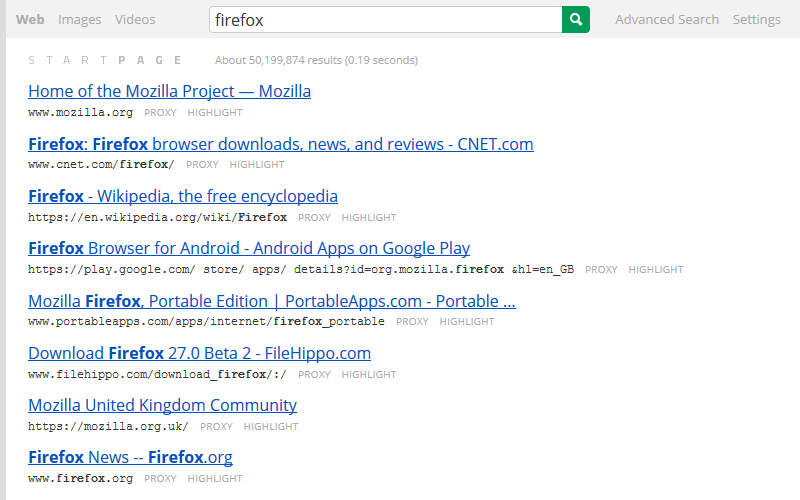 Web Images Videos firefox Advanced Search Settings
STARTPAGE About 50,199,874 results (0.19 seconds)
Home of the Mozilla Project — Mozilla
www.mozilla.org PROXY HIGHLIGHT
Firefox: Firefox browser downloads, news, and reviews - CNET.com
www.cnet.com/firefox/ PROXY HIGHLIGHT
Firefox - Wikipedia, the free encyclopedia
https://en.wikipedia.org/wiki/Firefox PROXY HIGHLIGHT
Firefox Browser for Android - Android Apps on Google Play
https://play.google.com/ store/ apps/ details?id=org.mozilla.firefox &hl=en_GB PROXY HIGHLIGHT
Mozilla Firefox, Portable Edition | PortableApps.com - Portable ...
www.portableapps.com/apps/internet/firefox_portable PROXY HIGHLIGHT
Download Firefox 27.0 Beta 2 - FileHippo.com
www.filehippo.com/download_firefox/:/ PROXY HIGHLIGHT
Mozilla United Kingdom Community
https://mozilla.org.uk/ PROXY HIGHLIGHT
Firefox News -- Firefox.org
www.firefox.org PROXY HIGHLIGHT